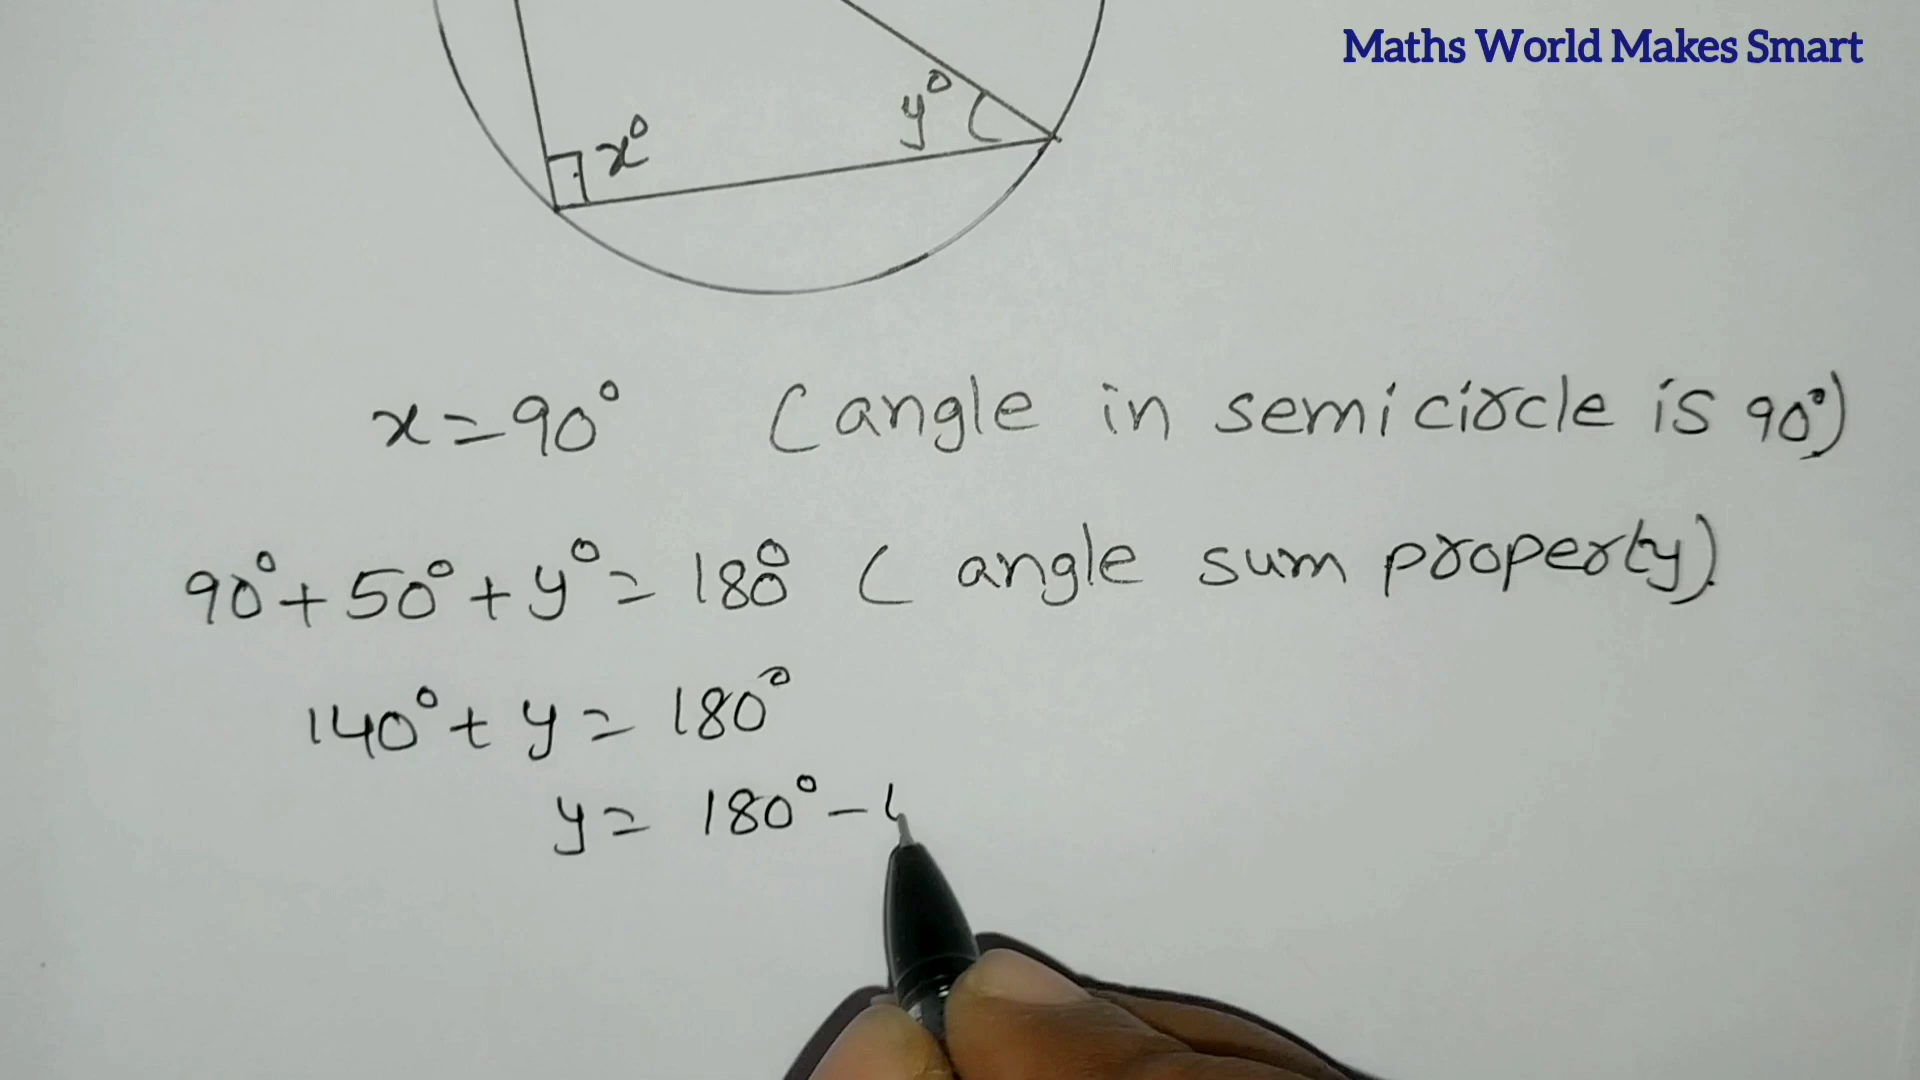 Maths World Makes Smart
y°
x°
x = 90° (angle in semicircle is 90°)
90° + 50° + y° = 180° (angle sum property)
140° + y = 180°
y = 180° -